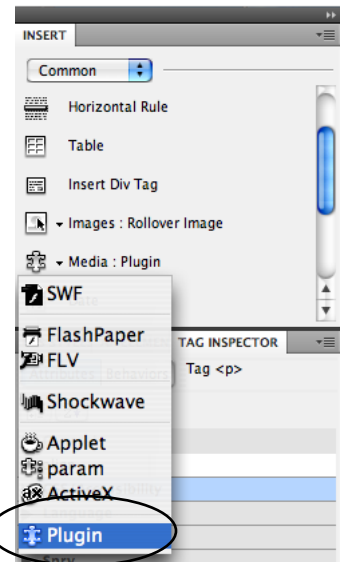 INSERT
Common
Horizontal Rule
Table
Insert Div Tag
Images : Rollover Image
Media : Plugin
SWF
FlashPaper
TAG INSPECTOR
FLV
Tag <p>
Shockwave
Applet
param
ActiveX
Plugin